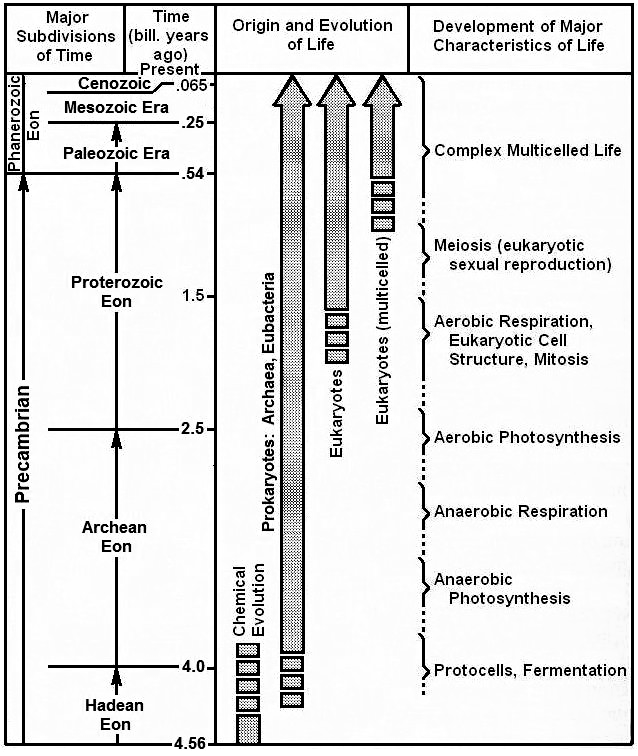 Major
Subdivisions
of Time
Time
(bill. years
ago)
Present
Origin and Evolution
of Life
Development of Major
Characteristics of Life
Phanerozoic
Eon
Cenozoic
.065
Mesozoic Era
.25
Paleozoic Era
.54
Precambrian
Proterozoic
Eon
1.5
2.5
Archean
Eon
4.0
Hadean
Eon
4.56
Chemical
Evolution
Prokaryotes: Archaea, Eubacteria
Eukaryotes
Eukaryotes (multicelled)
Complex Multicelled Life
Meiosis (eukaryotic
sexual reproduction)
Aerobic Respiration,
Eukaryotic Cell
Structure, Mitosis
Aerobic Photosynthesis
Anaerobic Respiration
Anaerobic
Photosynthesis
Protocells, Fermentation